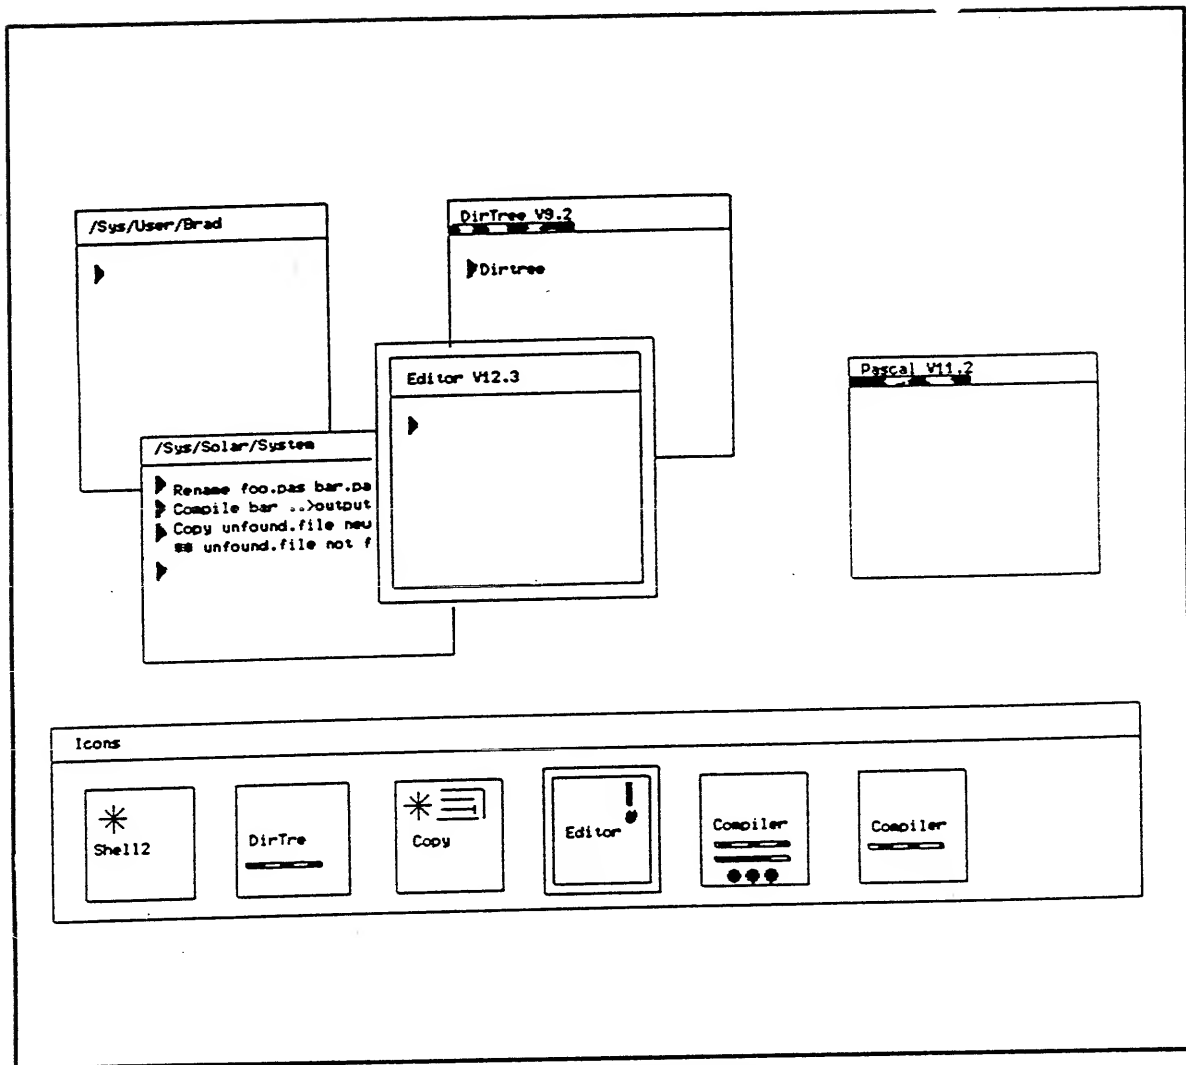 /Sys/User/Brad
DirTree V9.2
Dirtree
Editor V12.3
Pascal V11.2
/Sys/Solar/System
Rename foo.pas bar.pa
Compile bar ..>output
Copy unfound.file new
** unfound.file not f
Icons
Shell2
DirTre
Copy
Editor
Compiler
Compiler